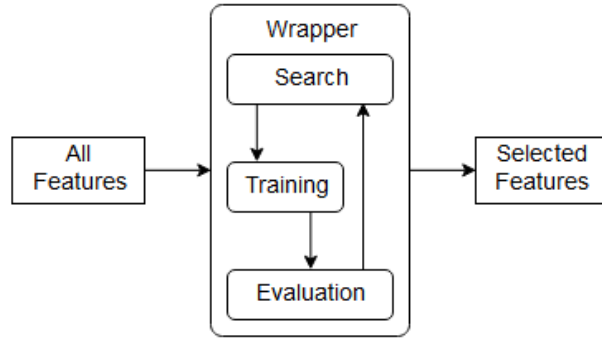 Wrapper
Search
All
Features
Training
Selected
Features
Evaluation